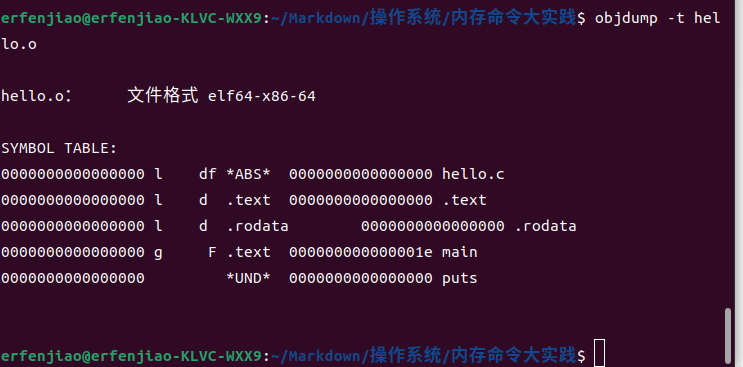 erfenjiao@erfenjiao-KLVC-WXX9:~/Markdown/操作系统/内存命令大实践$ objdump -t hel
lo.o
hello.o：     文件格式 elf64-x86-64
SYMBOL TABLE:
0000000000000000 l    df *ABS*  0000000000000000 hello.c
0000000000000000 l    d  .text  0000000000000000 .text
0000000000000000 l    d  .rodata        0000000000000000 .rodata
0000000000000000 g     F .text  000000000000001e main
0000000000000000         *UND*  0000000000000000 puts
erfenjiao@erfenjiao-KLVC-WXX9:~/Markdown/操作系统/内存命令大实践$